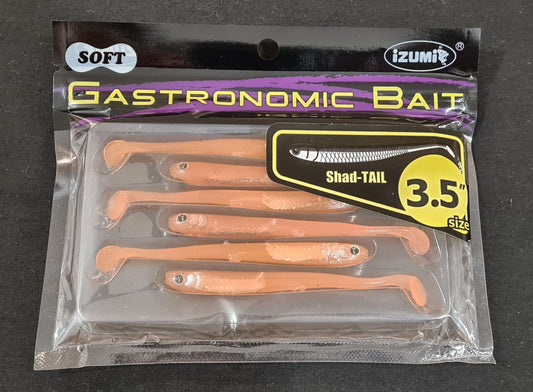 SOFT
iZUMi ®
GASTRONOMIC BAIT
Shad-TAIL
3.5"
size